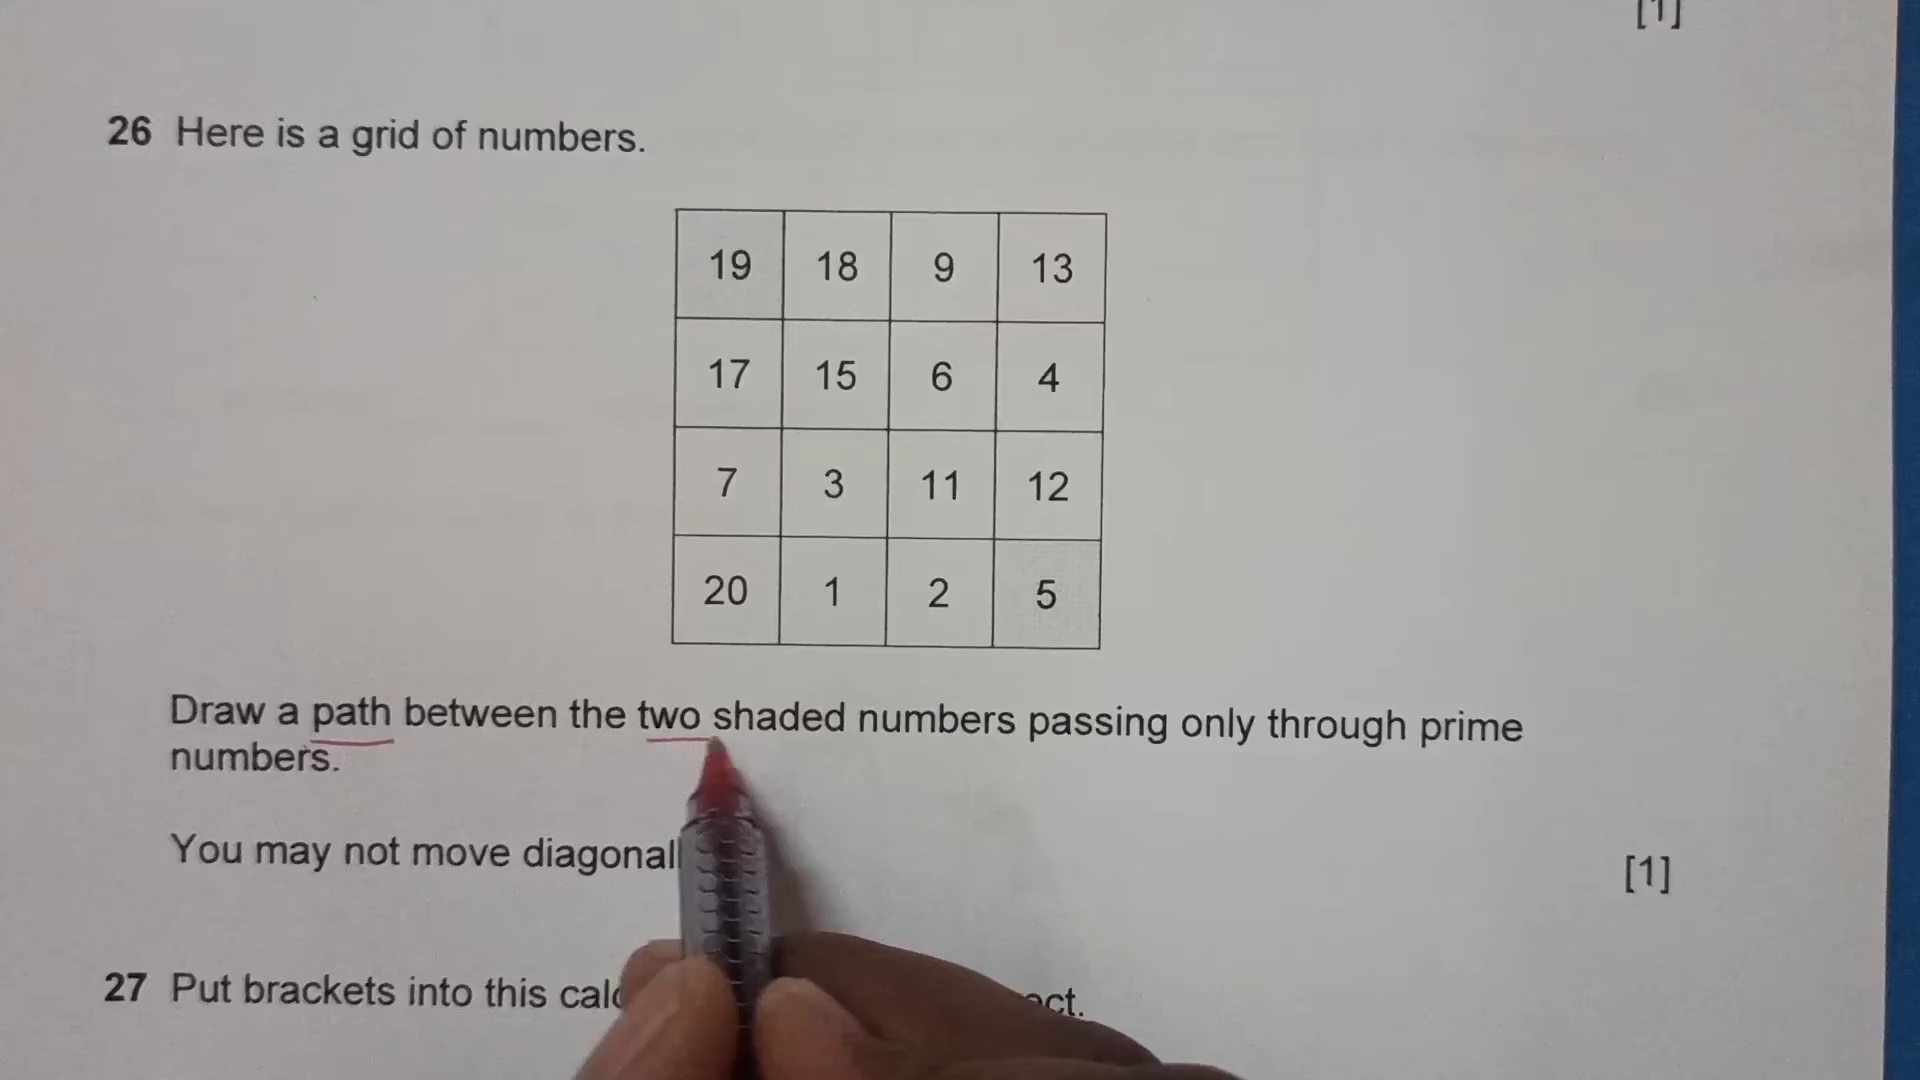 [1]
26 Here is a grid of numbers.
19 18 9 13
17 15 6 4
7 3 11 12
20 1 2 5
Draw a path between the two shaded numbers passing only through prime
numbers.
You may not move
[1]
27 Put brackets into this